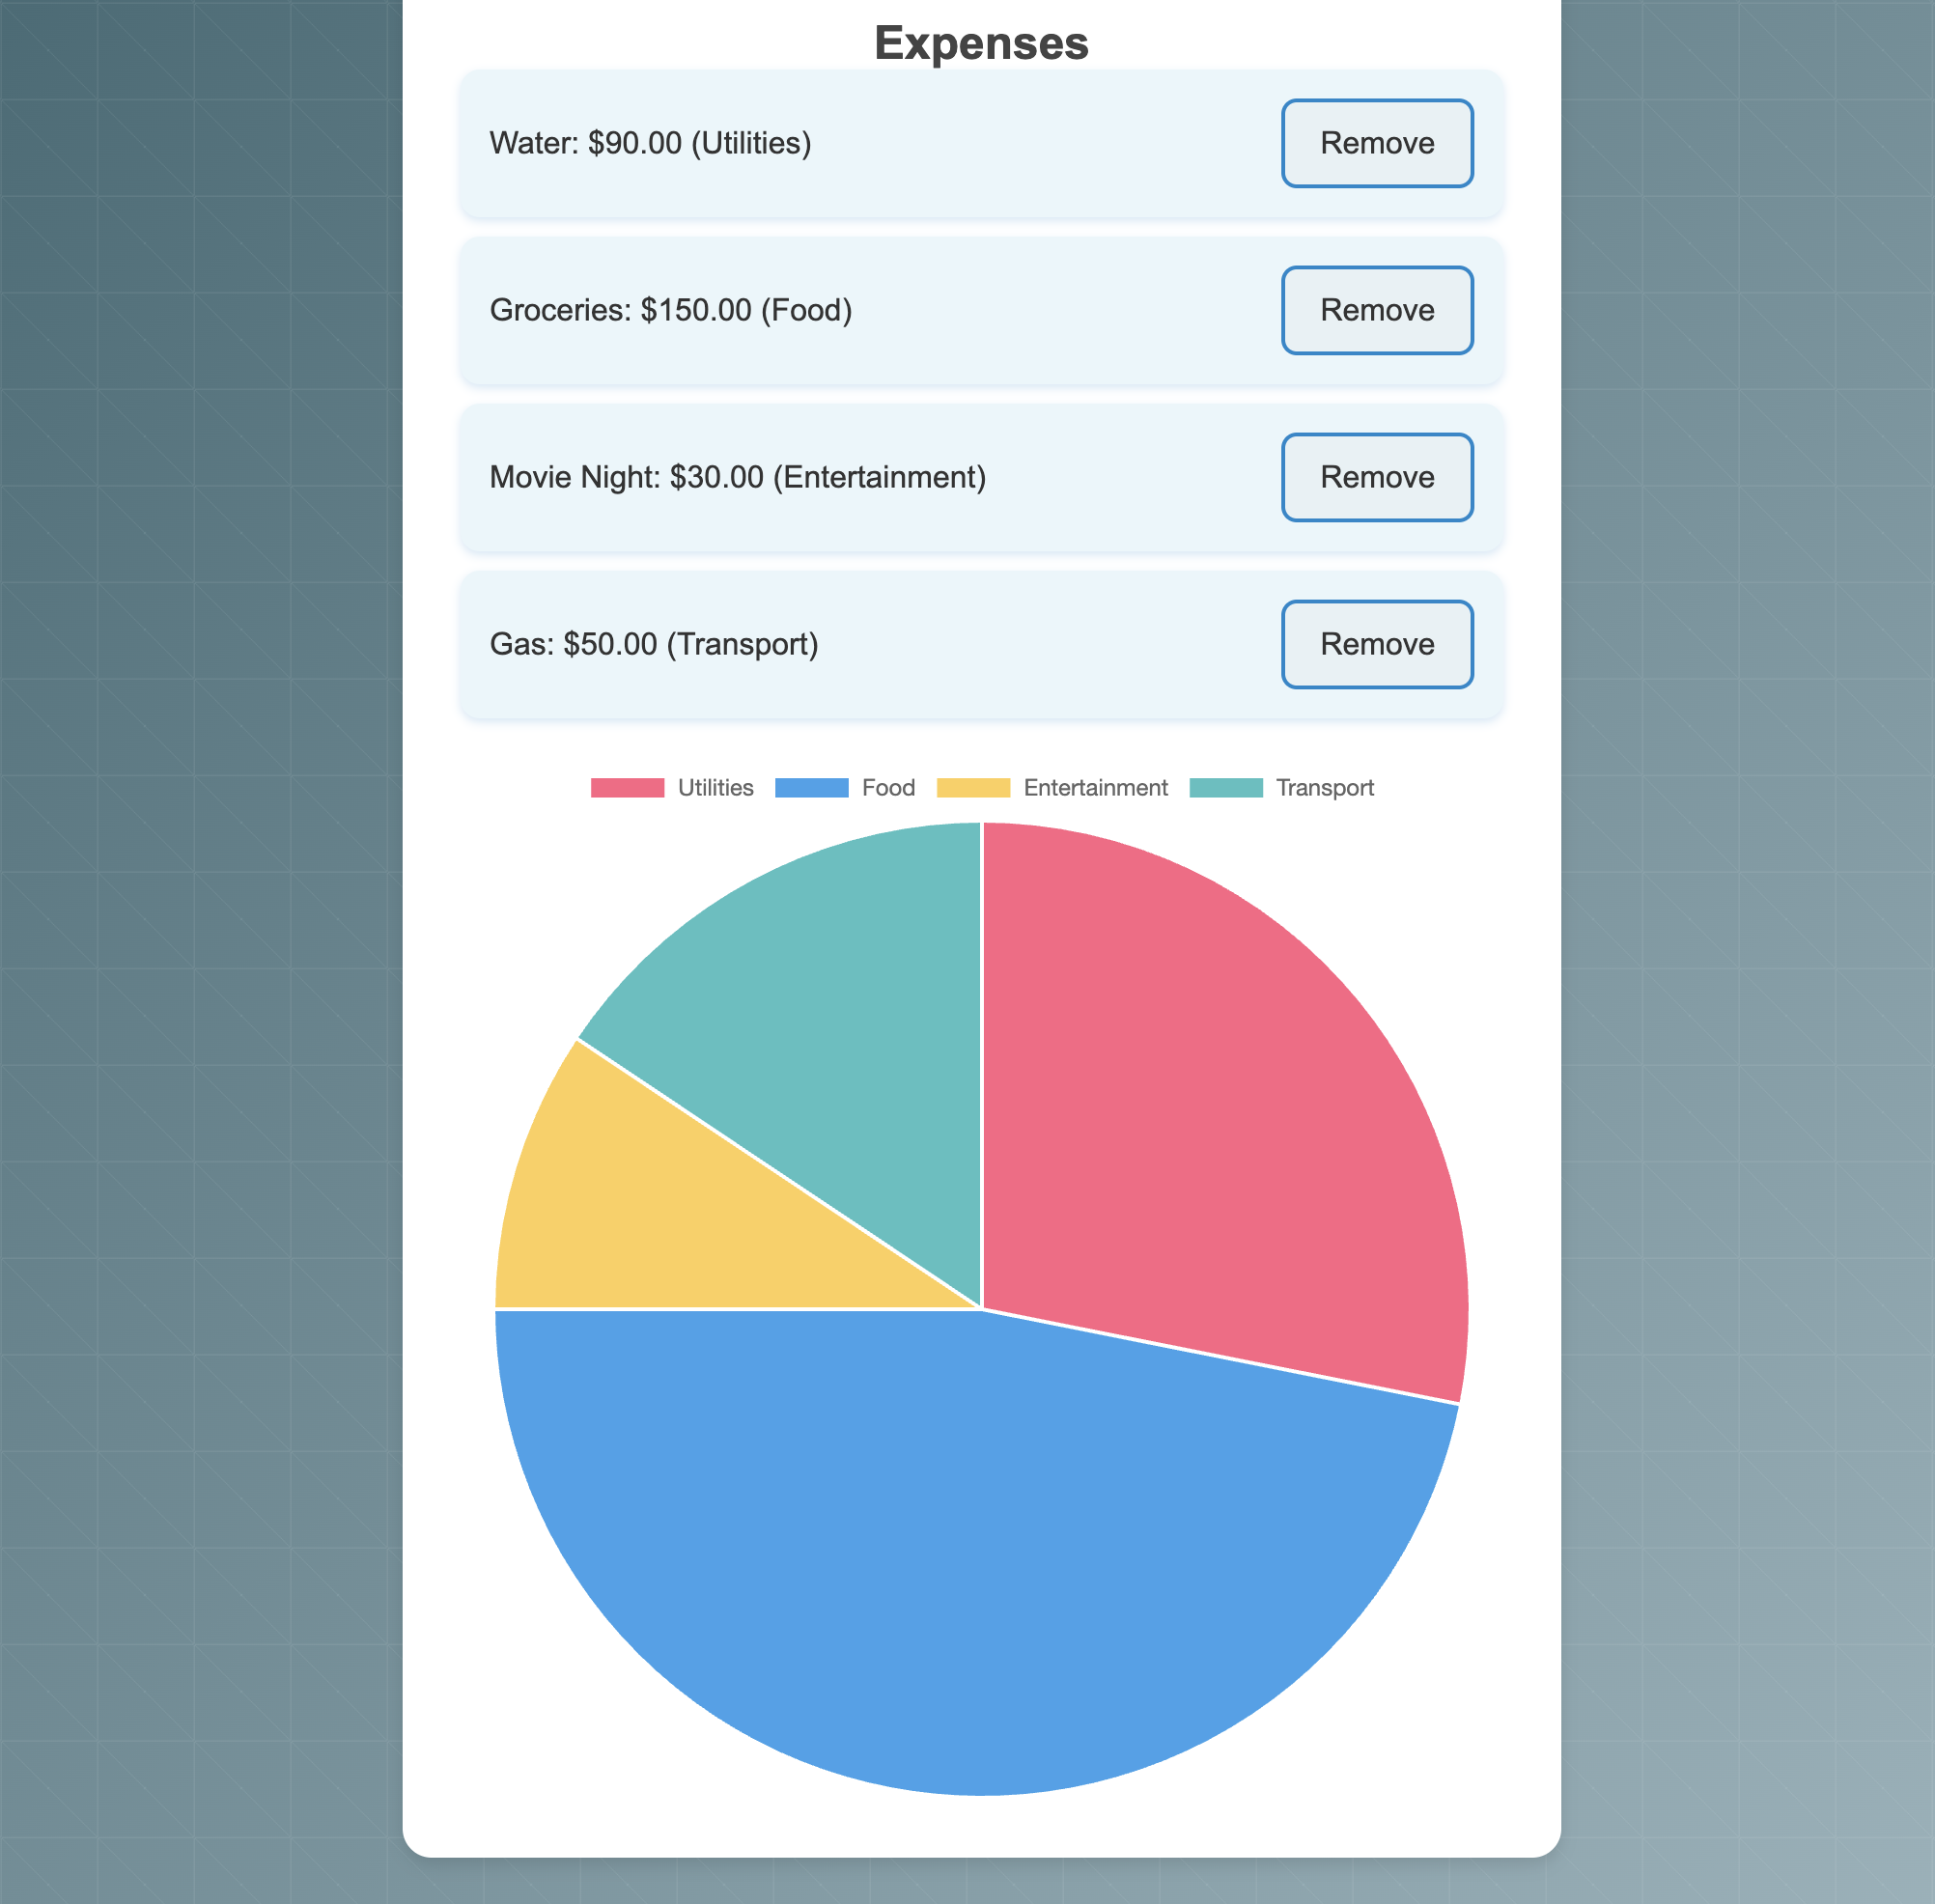 Expenses
Water: $90.00 (Utilities) Remove
Groceries: $150.00 (Food) Remove
Movie Night: $30.00 (Entertainment) Remove
Gas: $50.00 (Transport) Remove
Utilities Food Entertainment Transport